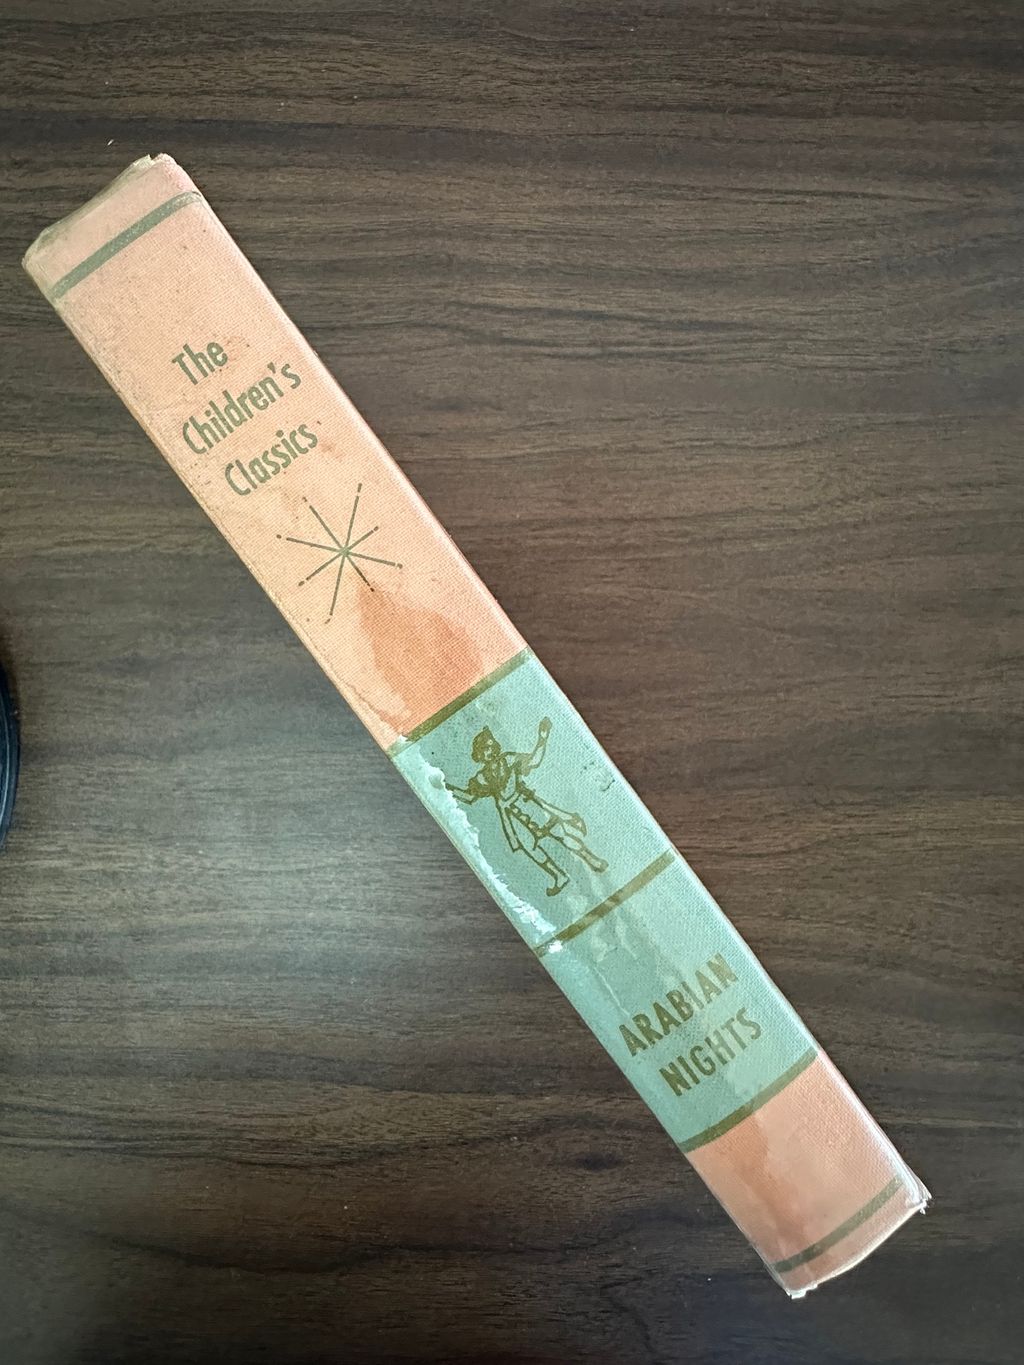 The
Children's
Classics
ARABIAN
NIGHTS